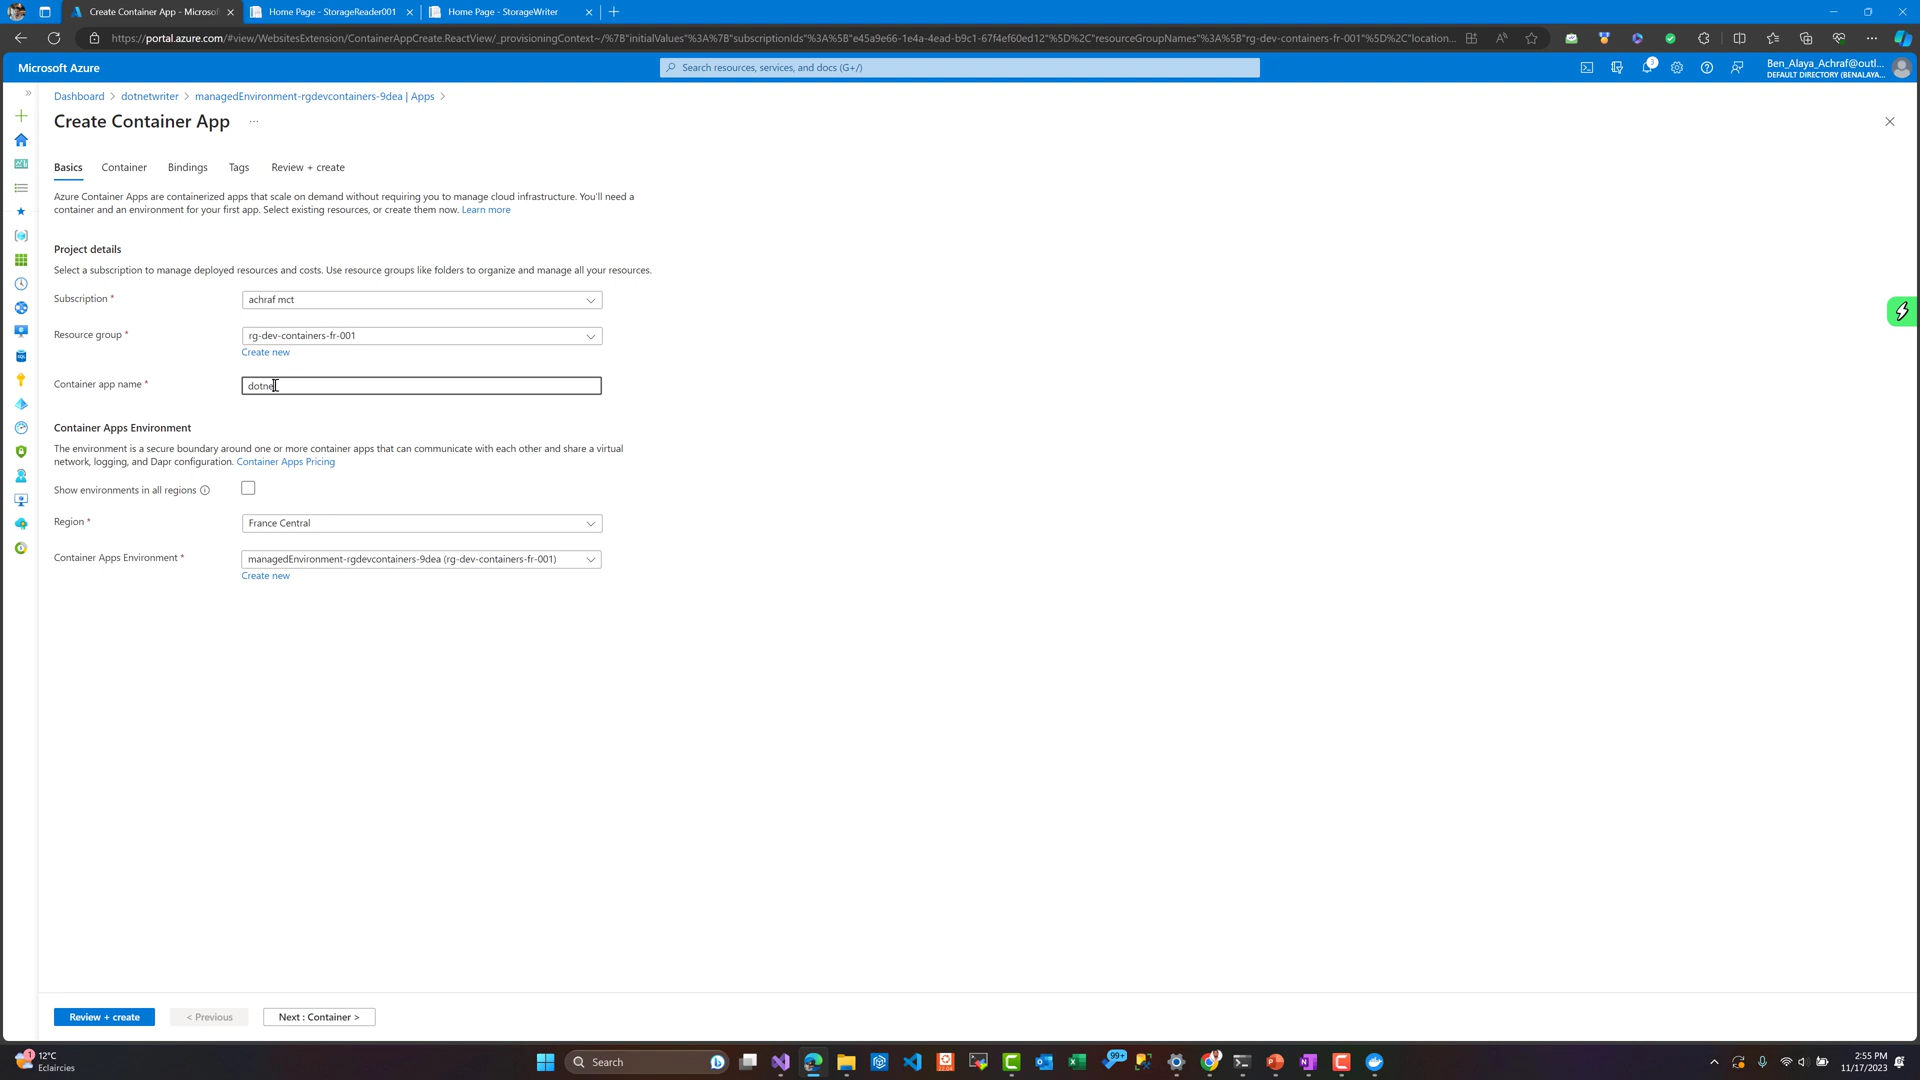 Create Container App - Microsof
Home Page - StorageReader001
Home Page - StorageWriter
https://portal.azure.com/#view/WebsitesExtension/ContainerAppCreate.ReactView/_provisioningContext~/%7B"initialValues"%3A%7B"subscriptionIds"%3A%5B"e45a9e66-1e4a-4ead-b9c1-67f4ef60ed12"%5D%2C"resourceGroupNames"%3A%5B"rg-dev-containers-fr-001"%5D%2C"location...
Microsoft Azure
Search resources, services, and docs (G+/)
3
Ben_Alaya_Achraf@outl...
DEFAULT DIRECTORY (BENALAYA...
Dashboard > dotnetwriter > managedEnvironment-rgdevcontainers-9dea | Apps >
Create Container App ...
Basics Container Bindings Tags Review + create
Azure Container Apps are containerized apps that scale on demand without requiring you to manage cloud infrastructure. You'll need a
container and an environment for your first app. Select existing resources, or create them now. Learn more
Project details
Select a subscription to manage deployed resources and costs. Use resource groups like folders to organize and manage all your resources.
Subscription *
achraf mct
Resource group *
rg-dev-containers-fr-001
Create new
Container app name *
dotne
Container Apps Environment
The environment is a secure boundary around one or more container apps that can communicate with each other and share a virtual
network, logging, and Dapr configuration. Container Apps Pricing
Show environments in all regions
Region *
France Central
Container Apps Environment *
managedEnvironment-rgdevcontainers-9dea (rg-dev-containers-fr-001)
Create new
Review + create
< Previous
Next : Container >
1
12°C
Eclaircies
Search
99+
2:55 PM
11/17/2023